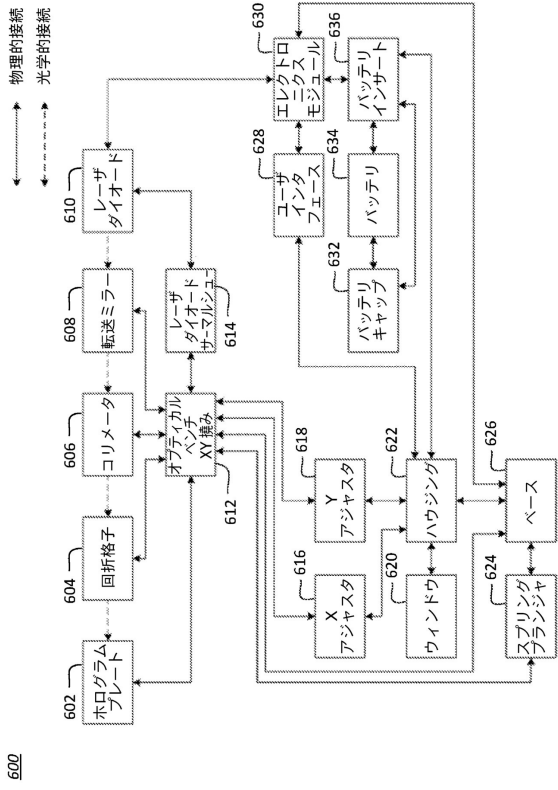 600
物理的接続
光学的接続
602
ホログラム
プレート
604
回折格子
606
コリメータ
608
転送ミラー
610
レーザ
ダイオード
612
オプティカル
ベンチ
XY 撓み
614
レーザ
ダイオード
サーマルシュー
616
X
アジャスタ
618
Y
アジャスタ
620
ウィンドウ
622
ハウジング
624
スプリング
プランジャ
626
ベース
628
ユーザ
インタ
フェース
630
エレクトロ
ニクス
モジュール
632
バッテリ
キャップ
634
バッテリ
636
バッテリ
インサート